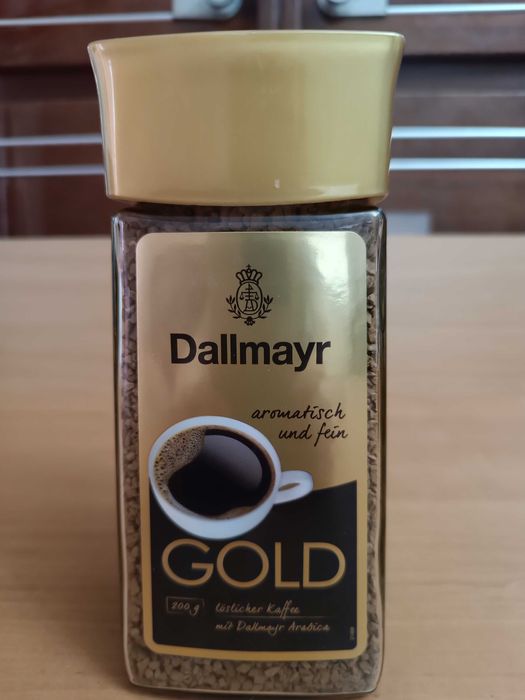 Dallmayr
aromatisch
und fein
GOLD
200 g
löslicher Kaffee
mit Dallmayr Arabica